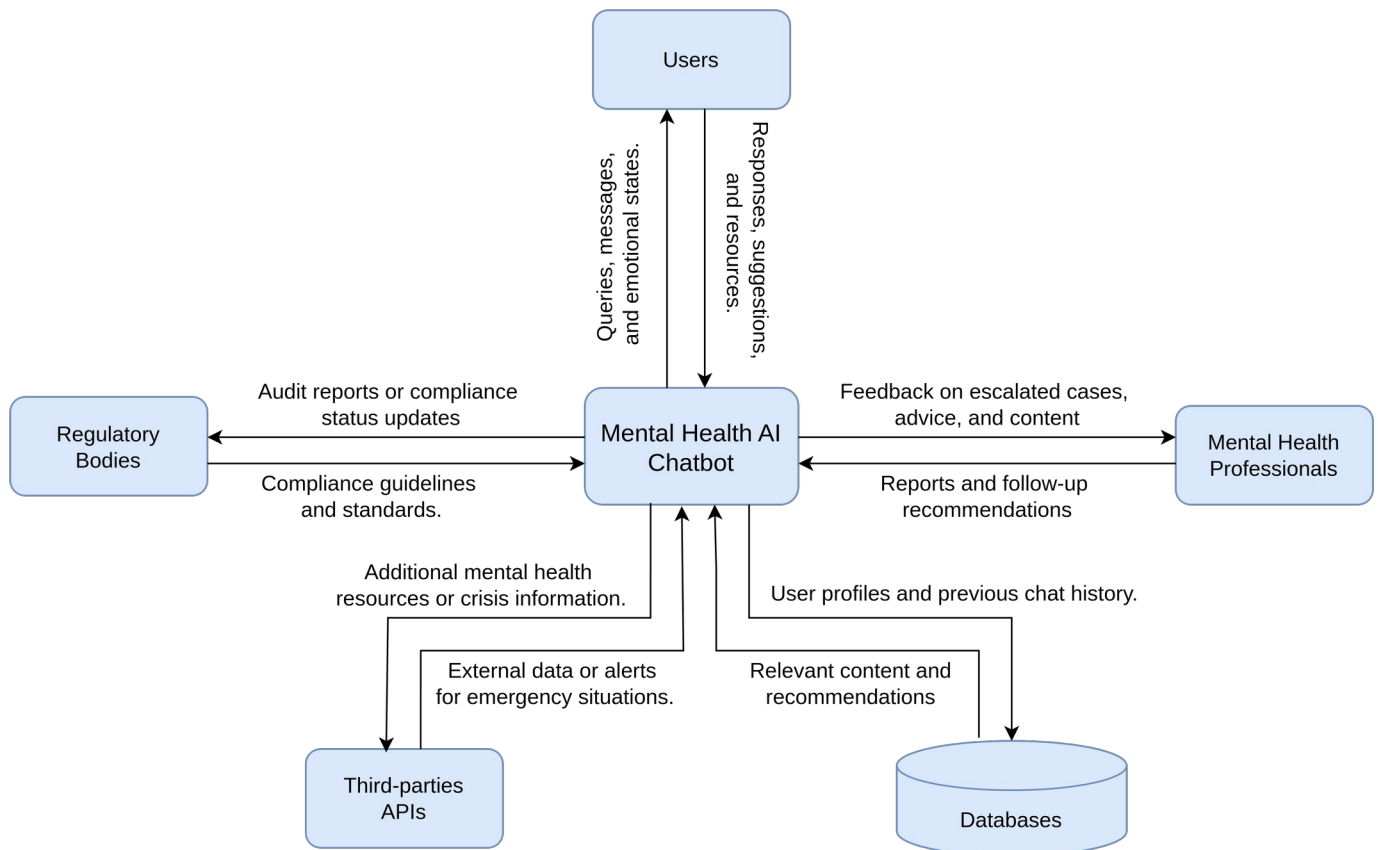 Users
Queries, messages,
and emotional states.
Responses, suggestions,
and resources.
Audit reports or compliance
status updates
Feedback on escalated cases,
advice, and content
Regulatory
Bodies
Mental Health AI
Chatbot
Mental Health
Professionals
Compliance guidelines
and standards.
Reports and follow-up
recommendations
Additional mental health
resources or crisis information.
User profiles and previous chat history.
External data or alerts
for emergency situations.
Relevant content and
recommendations
Third-parties
APIs
Databases